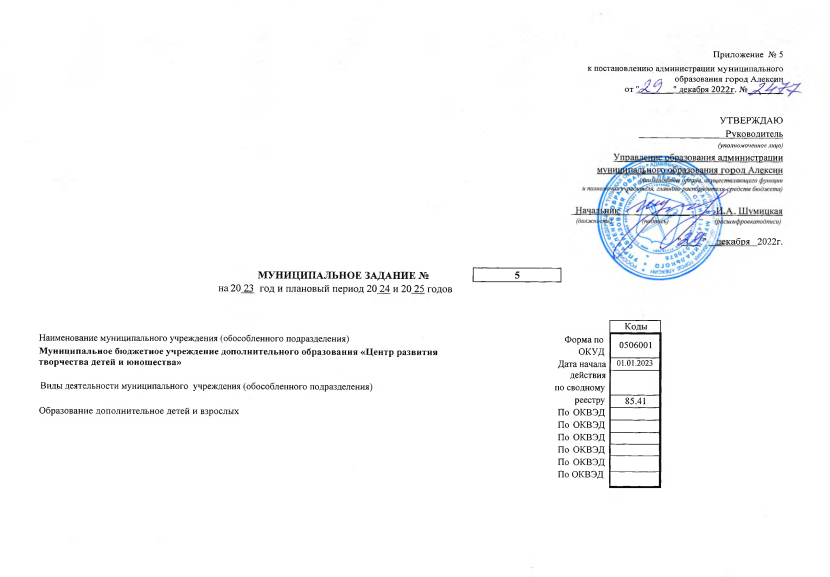 Приложение № 5
к постановлению администрации муниципального
образования город Алексин
от "29" декабря 2022г. № 2477
УТВЕРЖДАЮ
Руководитель
(уполномоченное лицо)
Управление образования администрации
муниципального образования город Алексин
(наименование органа, осуществляющего функции
и полномочия учредителя, главного распорядителя средств бюджета)
Начальник И.А. Шумицкая
(должность) (подпись) (расшифровка подписи)
декабря 2022г.
МУНИЦИПАЛЬНОЕ ЗАДАНИЕ № 5
на 20 23 год и плановый период 20 24 и 20 25 годов
Коды
Наименование муниципального учреждения (обособленного подразделения)
Форма по ОКУД 0506001
Муниципальное бюджетное учреждение дополнительного образования «Центр развития
творчества детей и юношества»
Дата начала действия 01.01.2023
Виды деятельности муниципального учреждения (обособленного подразделения)
по сводному реестру 85.41
Образование дополнительное детей и взрослых
По ОКВЭД
По ОКВЭД
По ОКВЭД
По ОКВЭД
По ОКВЭД
По ОКВЭД